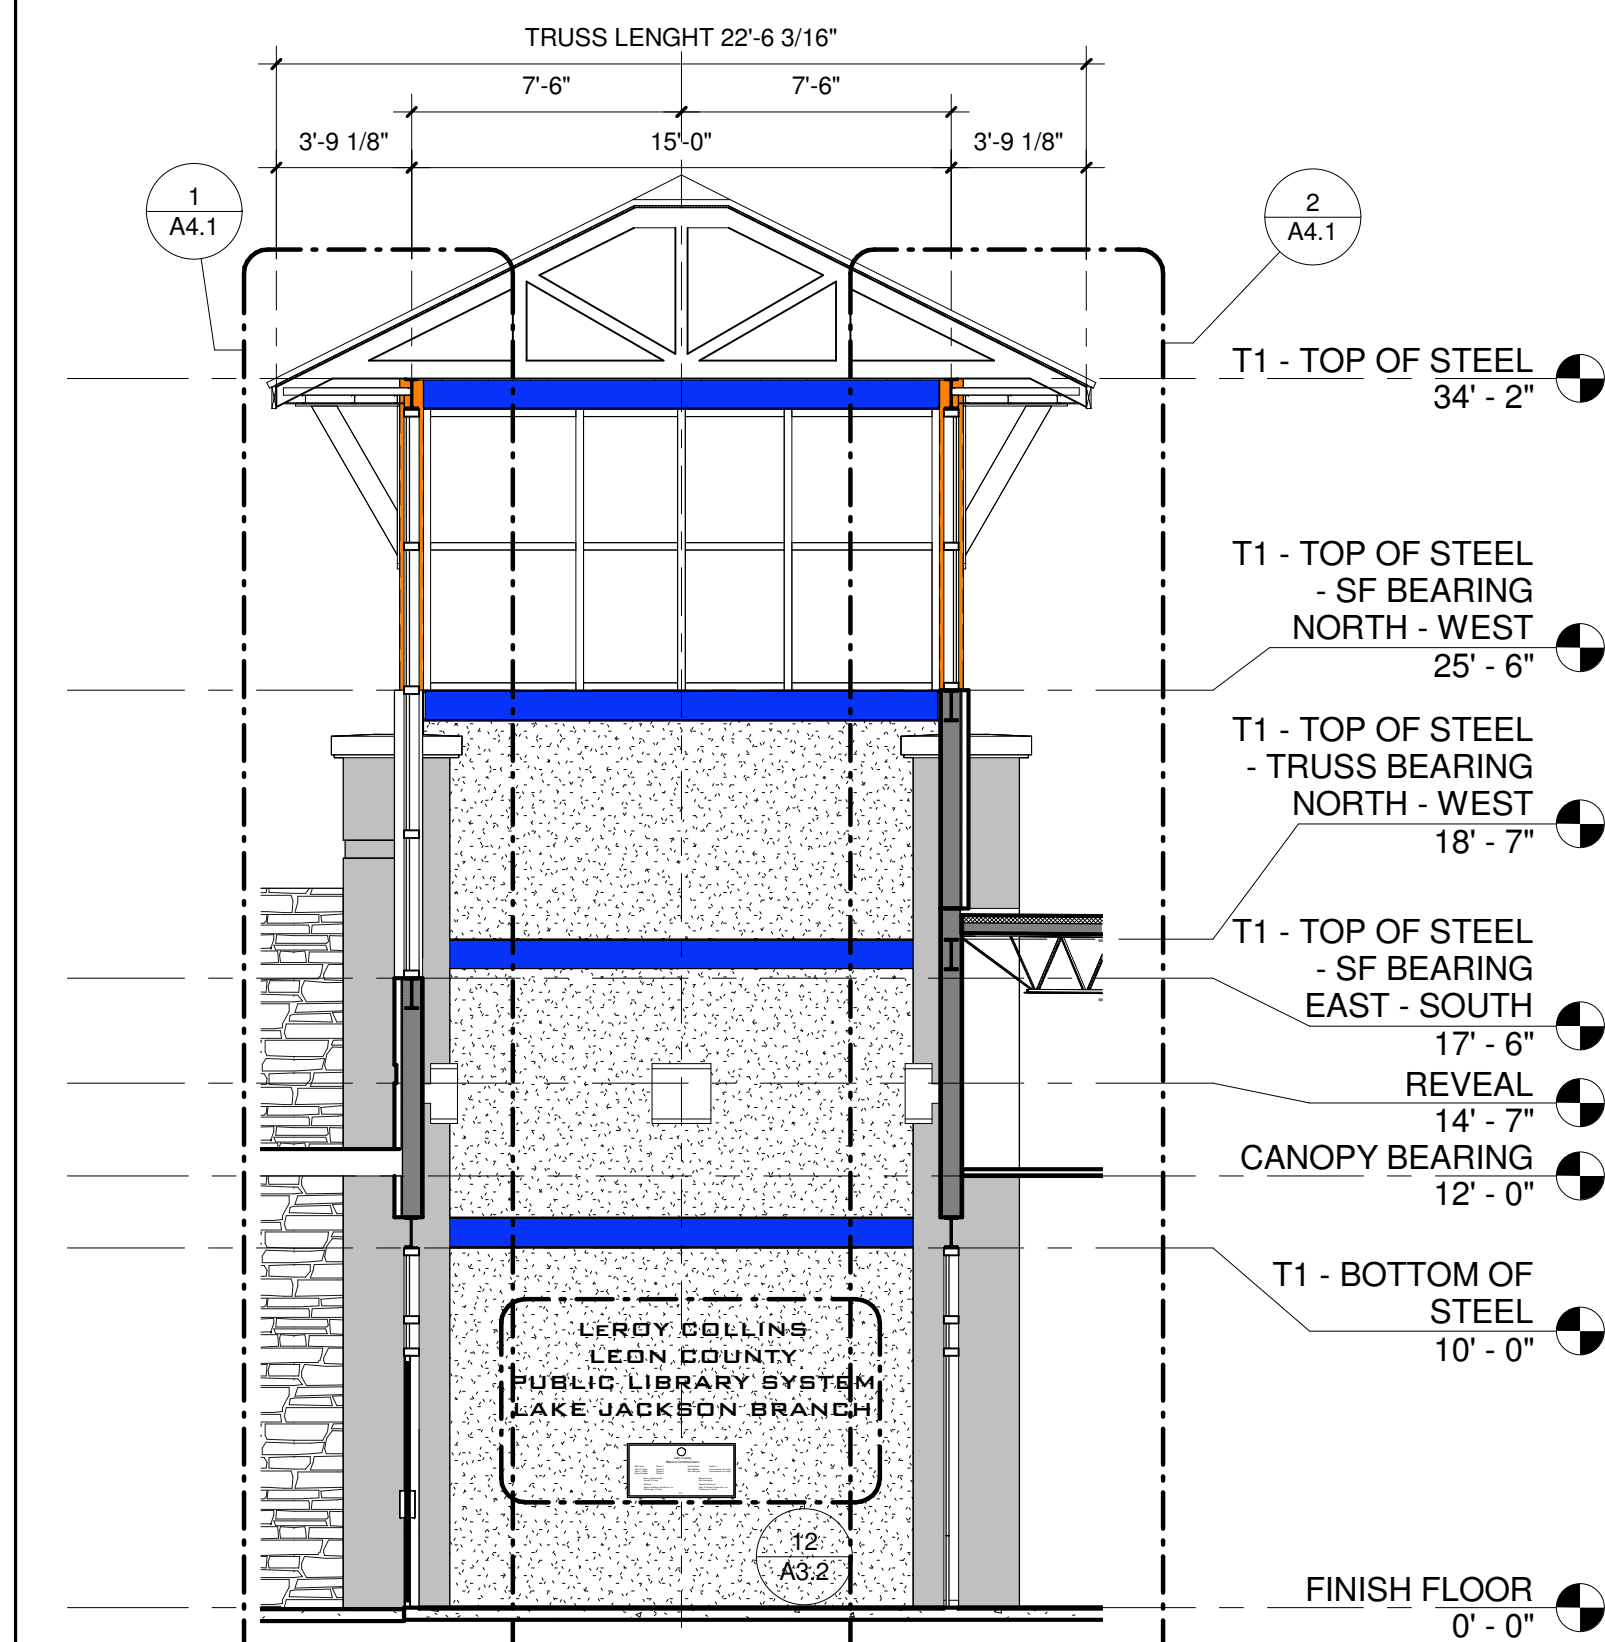 TRUSS LENGHT 22'-6 3/16"
7'-6" 7'-6"
3'-9 1/8" 15'-0" 3'-9 1/8"
1
A4.1
2
A4.1
T1 - TOP OF STEEL
34' - 2"
T1 - TOP OF STEEL
- SF BEARING
NORTH - WEST
25' - 6"
T1 - TOP OF STEEL
- TRUSS BEARING
NORTH - WEST
18' - 7"
T1 - TOP OF STEEL
- SF BEARING
EAST - SOUTH
17' - 6"
REVEAL
14' - 7"
CANOPY BEARING
12' - 0"
T1 - BOTTOM OF
STEEL
10' - 0"
LEROY COLLINS
LEON COUNTY
PUBLIC LIBRARY SYSTEM
LAKE JACKSON BRANCH
12
A3.2
FINISH FLOOR
0' - 0"